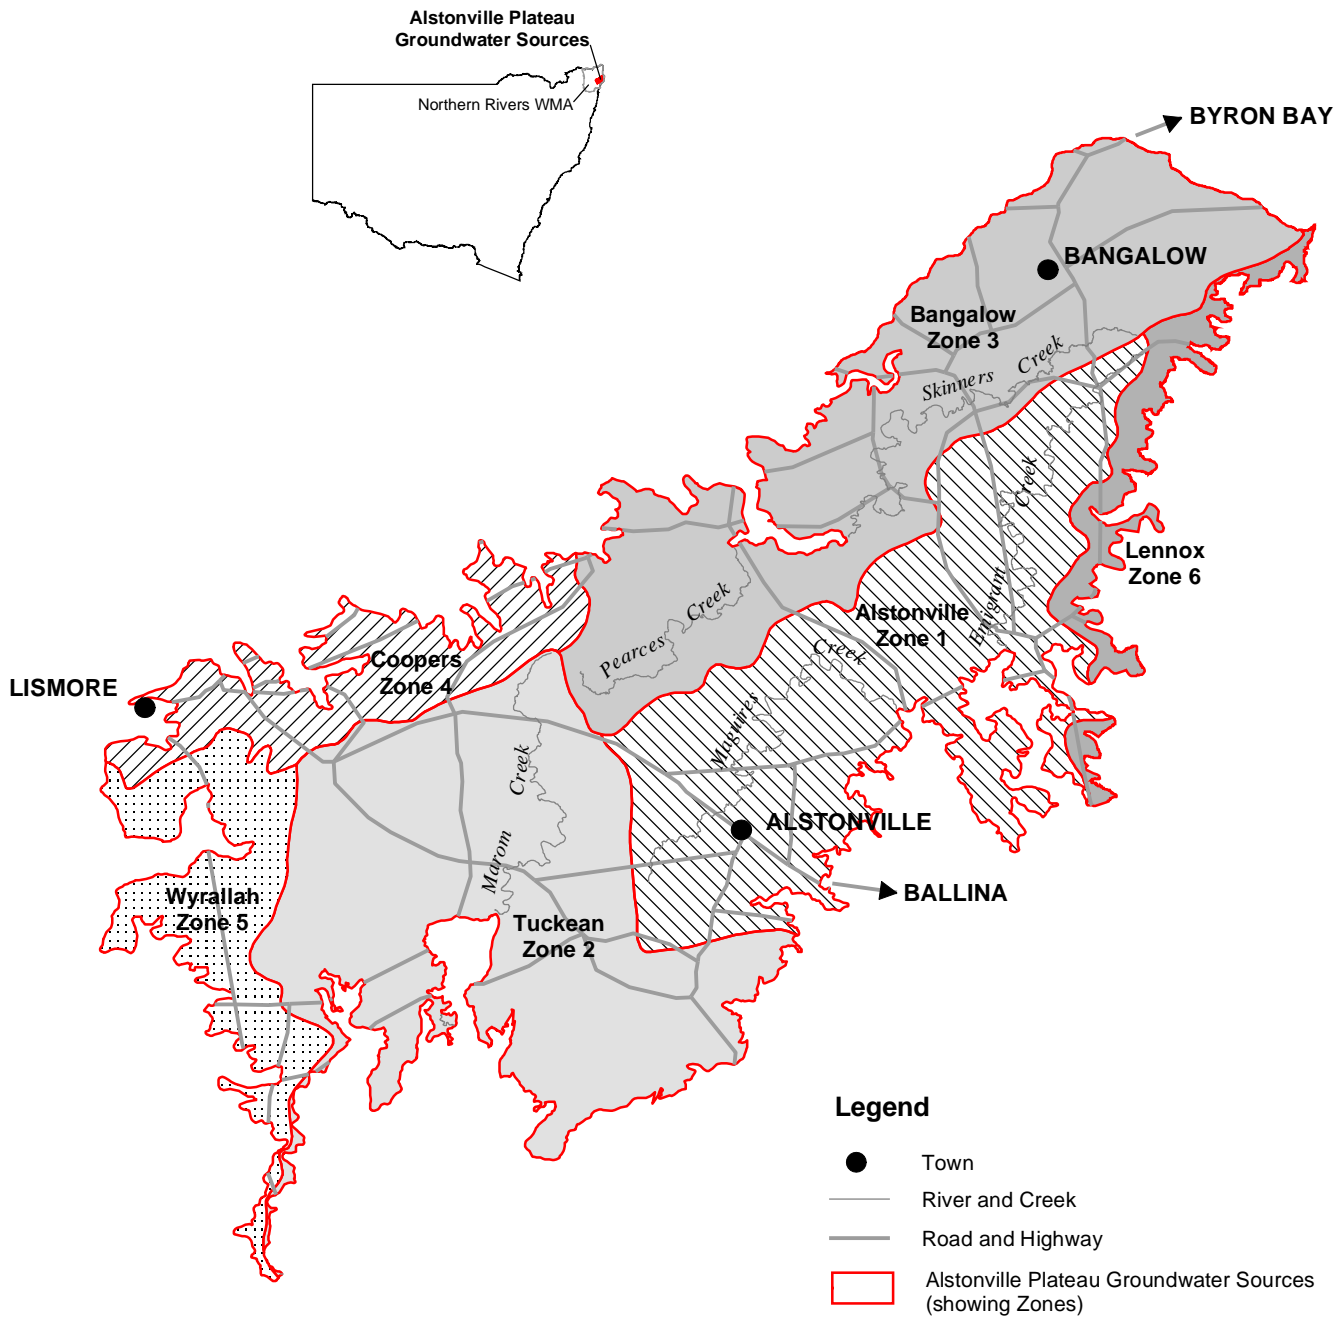 Alstonville Plateau
Groundwater Sources
Northern Rivers WMA
BYRON BAY
BANGALOW
Bangalow
Zone 3
Skinners Creek
Lennox
Zone 6
Emigrant Creek
Alstonville
Zone 1
Pearces Creek
Maguires Creek
Coopers
Zone 4
LISMORE
Marom Creek
ALSTONVILLE
BALLINA
Wyrallah
Zone 5
Tuckean
Zone 2
Legend
Town
River and Creek
Road and Highway
Alstonville Plateau Groundwater Sources
(showing Zones)